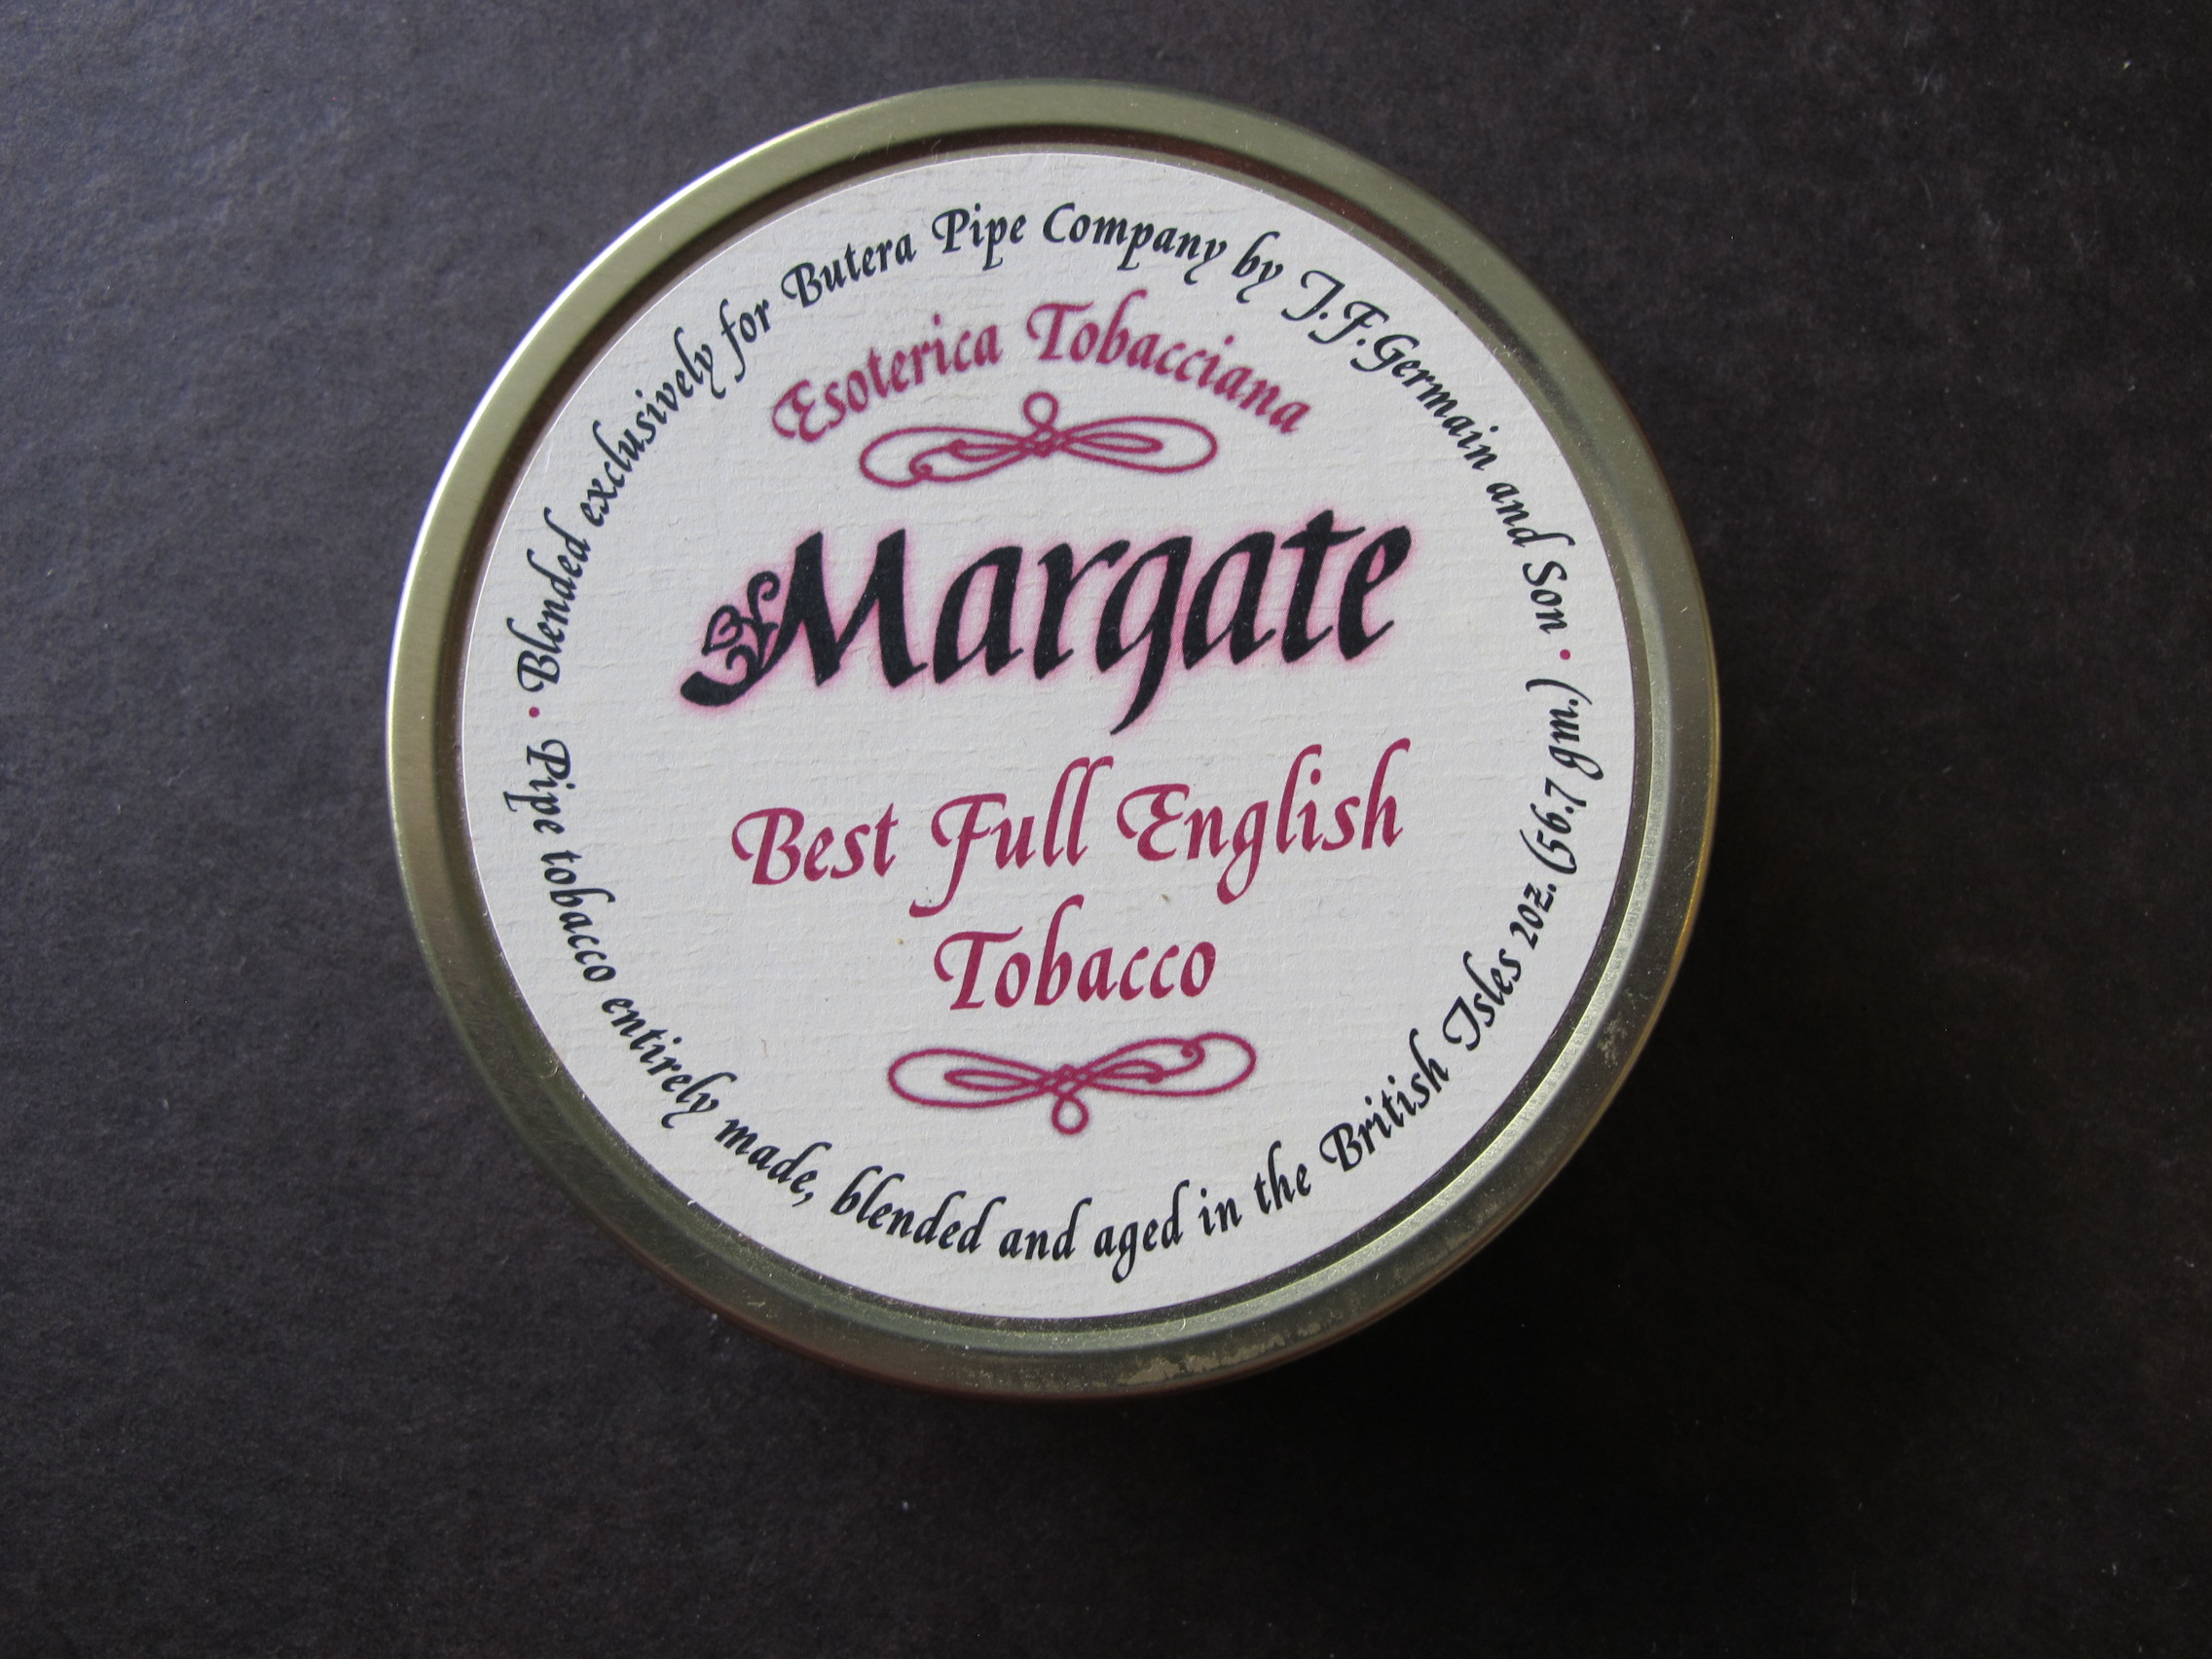 Blended exclusively for Butera Pipe Company by J.F.Germain and Son
Esoterica Tobacciana
Margate
Best Full English
Tobacco
Pipe tobacco entirely made, blended and aged in the British Isles 2oz. (56.7 gm.)